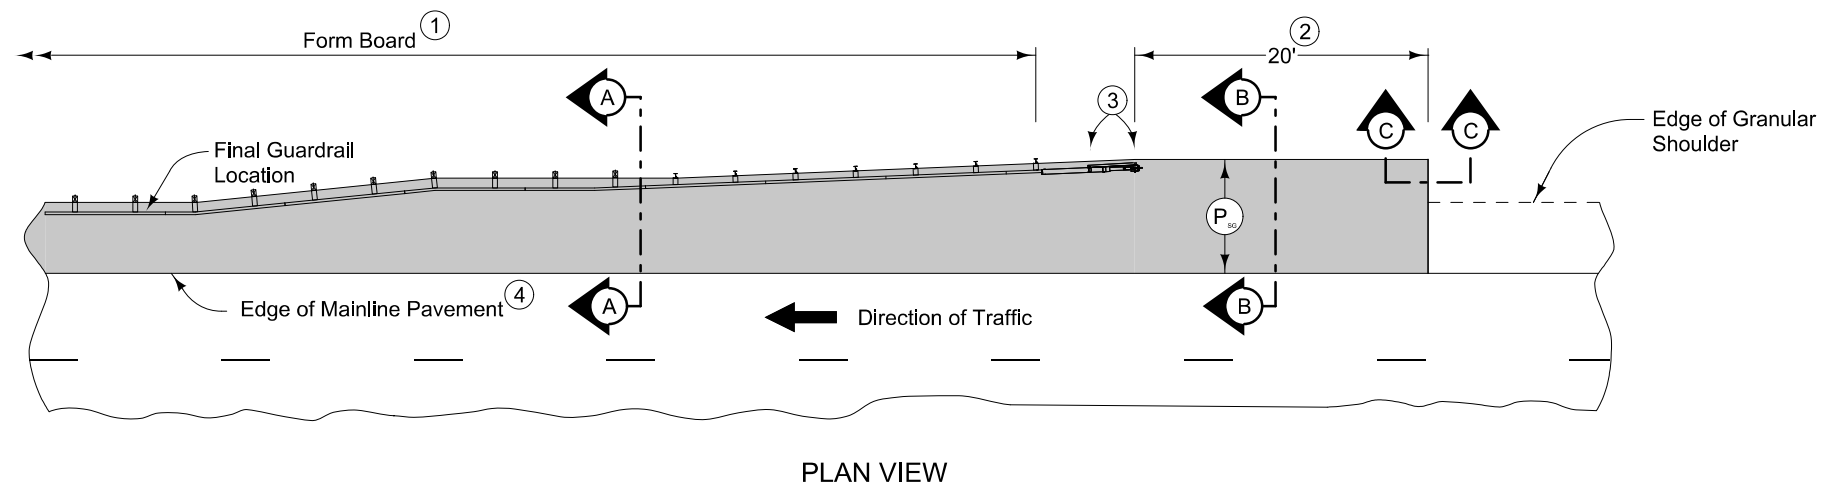 Form Board 1
2
20'
A
B
3
C
C
Edge of Granular
Shoulder
Final Guardrail
Location
P SG
Edge of Mainline Pavement 4
A
B
Direction of Traffic
PLAN VIEW